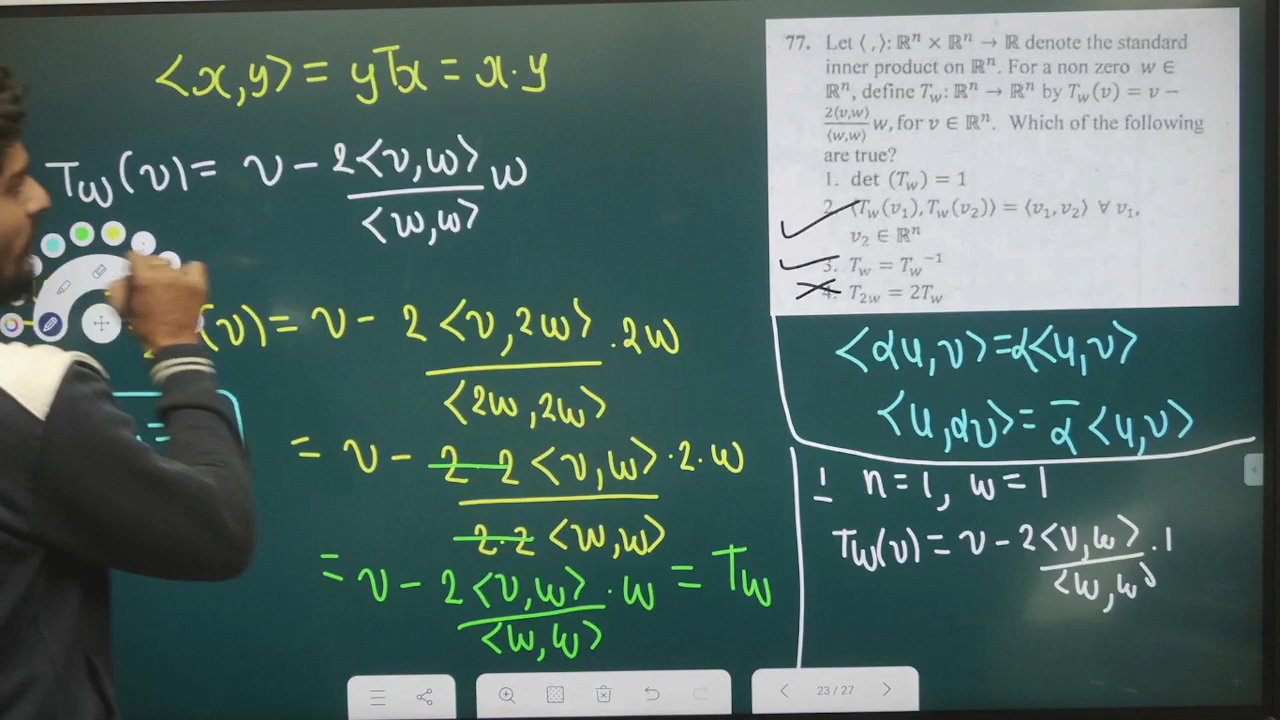 <x,y> = yTx = x.y
Tw(v) = v - 2<v,w>/<w,w> w
(v) = v - 2<v,2w>/<2w,2w> .2w
= v - 2·2<v,w>/2.2<w,w> .2.w
= v - 2<v,w>/<w,w> .w = Tw
77. Let ⟨ , ⟩: ℝⁿ × ℝⁿ → ℝ denote the standard
inner product on ℝⁿ. For a non zero w ∈
ℝⁿ, define T_w: ℝⁿ → ℝⁿ by T_w(v) = v −
2⟨v,w⟩/⟨w,w⟩ w, for v ∈ ℝⁿ. Which of the following
are true?
1. det (T_w) = 1
2. ⟨T_w(v₁), T_w(v₂)⟩ = ⟨v₁, v₂⟩ ∀ v₁,
v₂ ∈ ℝⁿ
3. T_w = T_w⁻¹
4. T₂w = 2T_w
<αu,v> = α<u,v>
<u,αv> = ᾱ<u,v>
1 n=1, w=1
Tw(v) = v - 2<v,w>/<w,w> .1
23 / 27